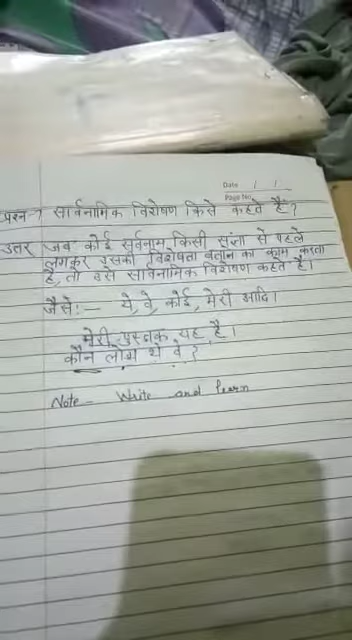 Date / /
Page No.
प्रश्न-7 सार्वनामिक विशेषण किसे कहते हैं?
उत्तर जब कोई सर्वनाम किसी संज्ञा से पहले
लगकर उसकी विशेषता बताने का काम करता
है, तो उसे सार्वनामिक विशेषण कहते हैं।
जैसे:- ये, वे, कोई, मेरी आदि।
मेरी पुस्तक यह है।
कौन लोग थे वे?
Note- Write and learn